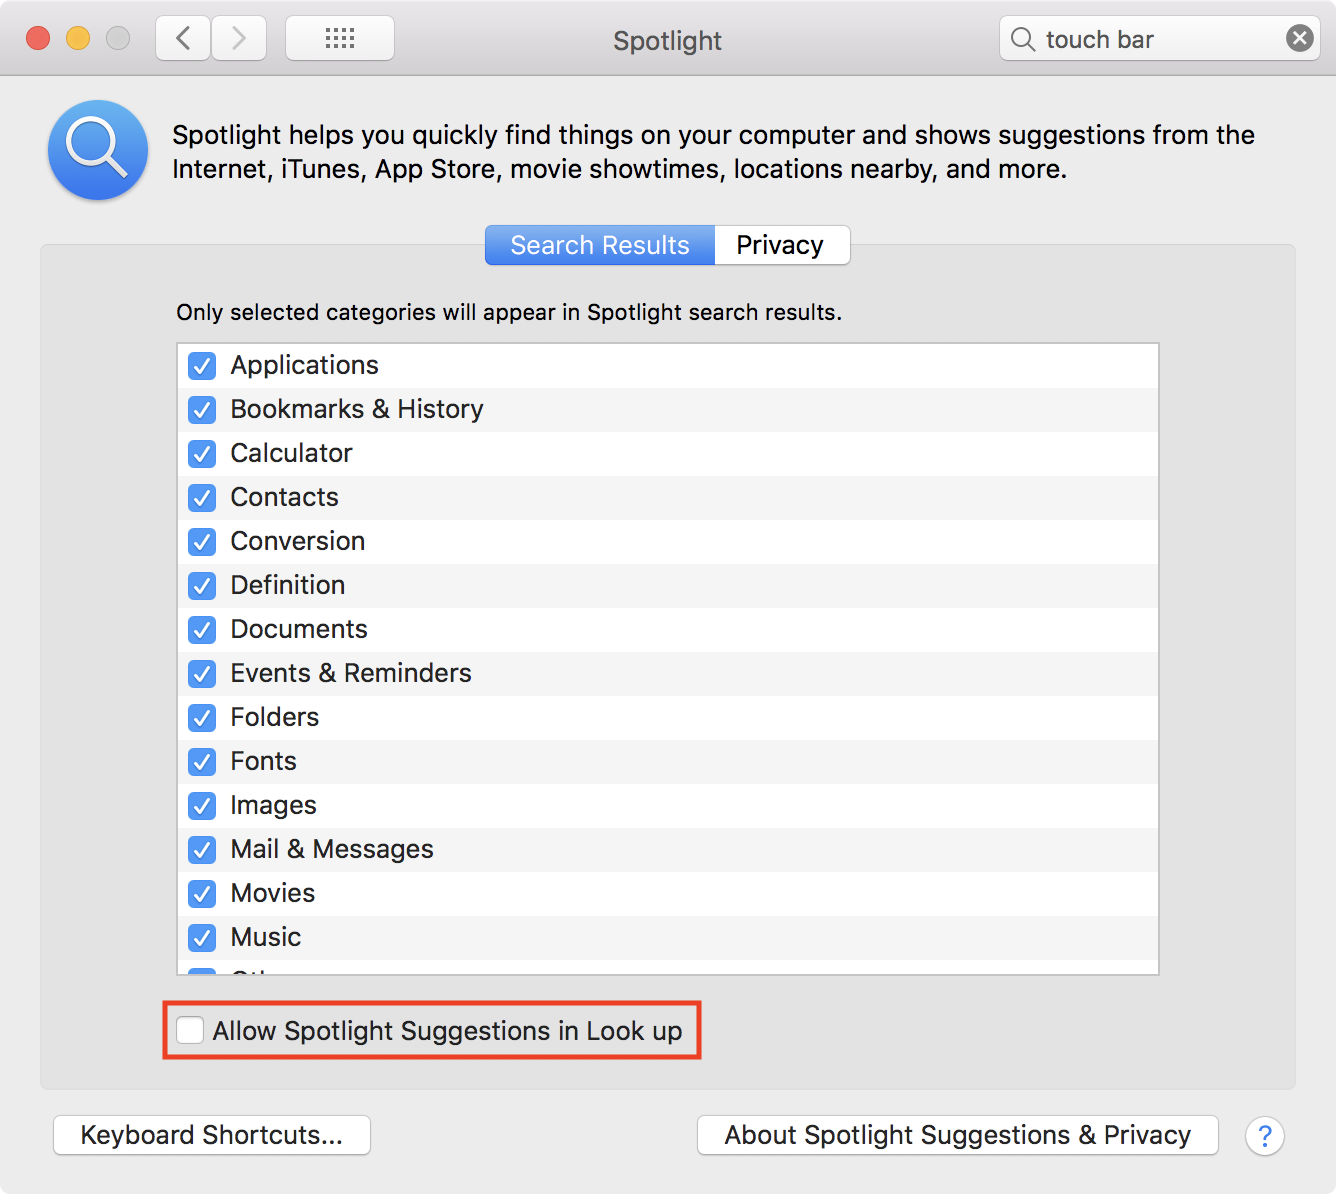 Spotlight
touch bar
Spotlight helps you quickly find things on your computer and shows suggestions from the
Internet, iTunes, App Store, movie showtimes, locations nearby, and more.
Search Results
Privacy
Only selected categories will appear in Spotlight search results.
Applications
Bookmarks & History
Calculator
Contacts
Conversion
Definition
Documents
Events & Reminders
Folders
Fonts
Images
Mail & Messages
Movies
Music
Allow Spotlight Suggestions in Look up
Keyboard Shortcuts...
About Spotlight Suggestions & Privacy
?